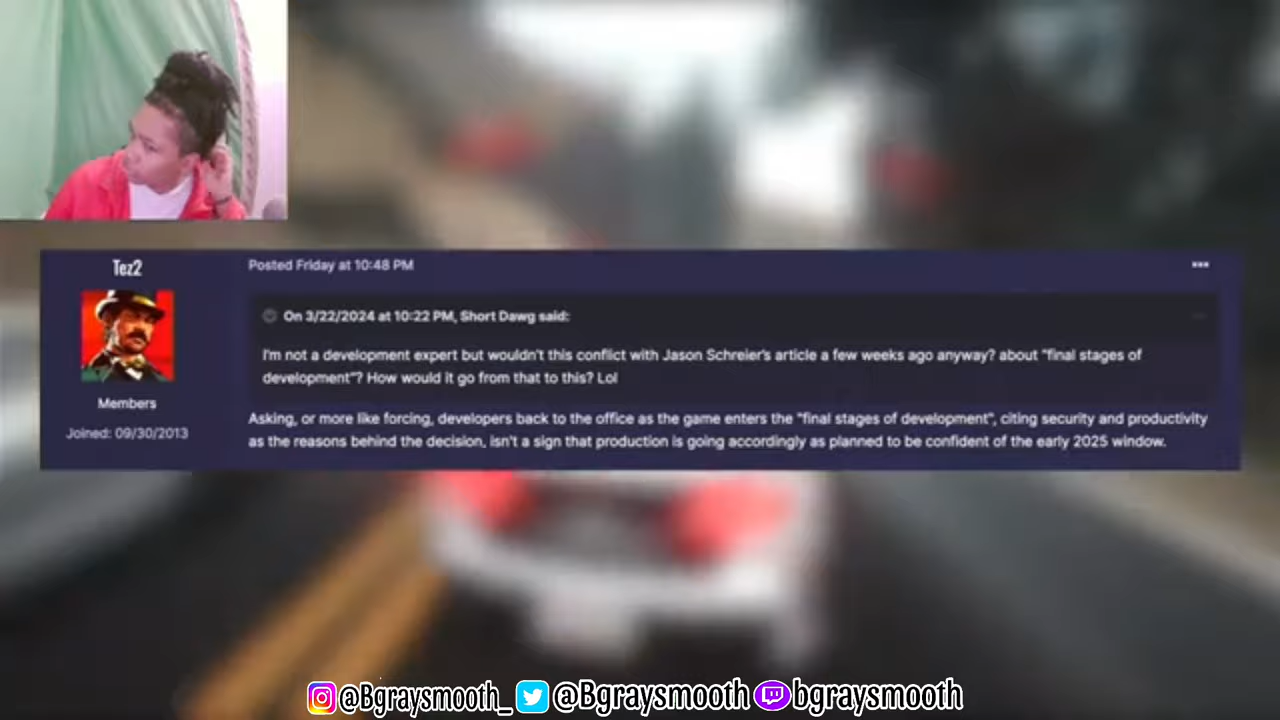 Tez2
Posted Friday at 10:48 PM
On 3/22/2024 at 10:22 PM, Short Dawg said:
I'm not a development expert but wouldn't this conflict with Jason Schreier's article a few weeks ago anyway? about "final stages of
development"? How would it go from that to this? Lol
Members
Joined: 09/30/2013
Asking, or more like forcing, developers back to the office as the game enters the "final stages of development", citing security and productivity
as the reasons behind the decision, isn't a sign that production is going accordingly as planned to be confident of the early 2025 window.
@Bgraysmooth_ @Bgraysmooth bgraysmooth